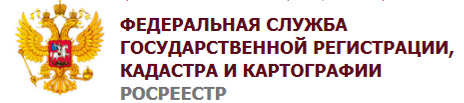 ФЕДЕРАЛЬНАЯ СЛУЖБА
ГОСУДАРСТВЕННОЙ РЕГИСТРАЦИИ,
КАДАСТРА И КАРТОГРАФИИ
РОСРЕЕСТР